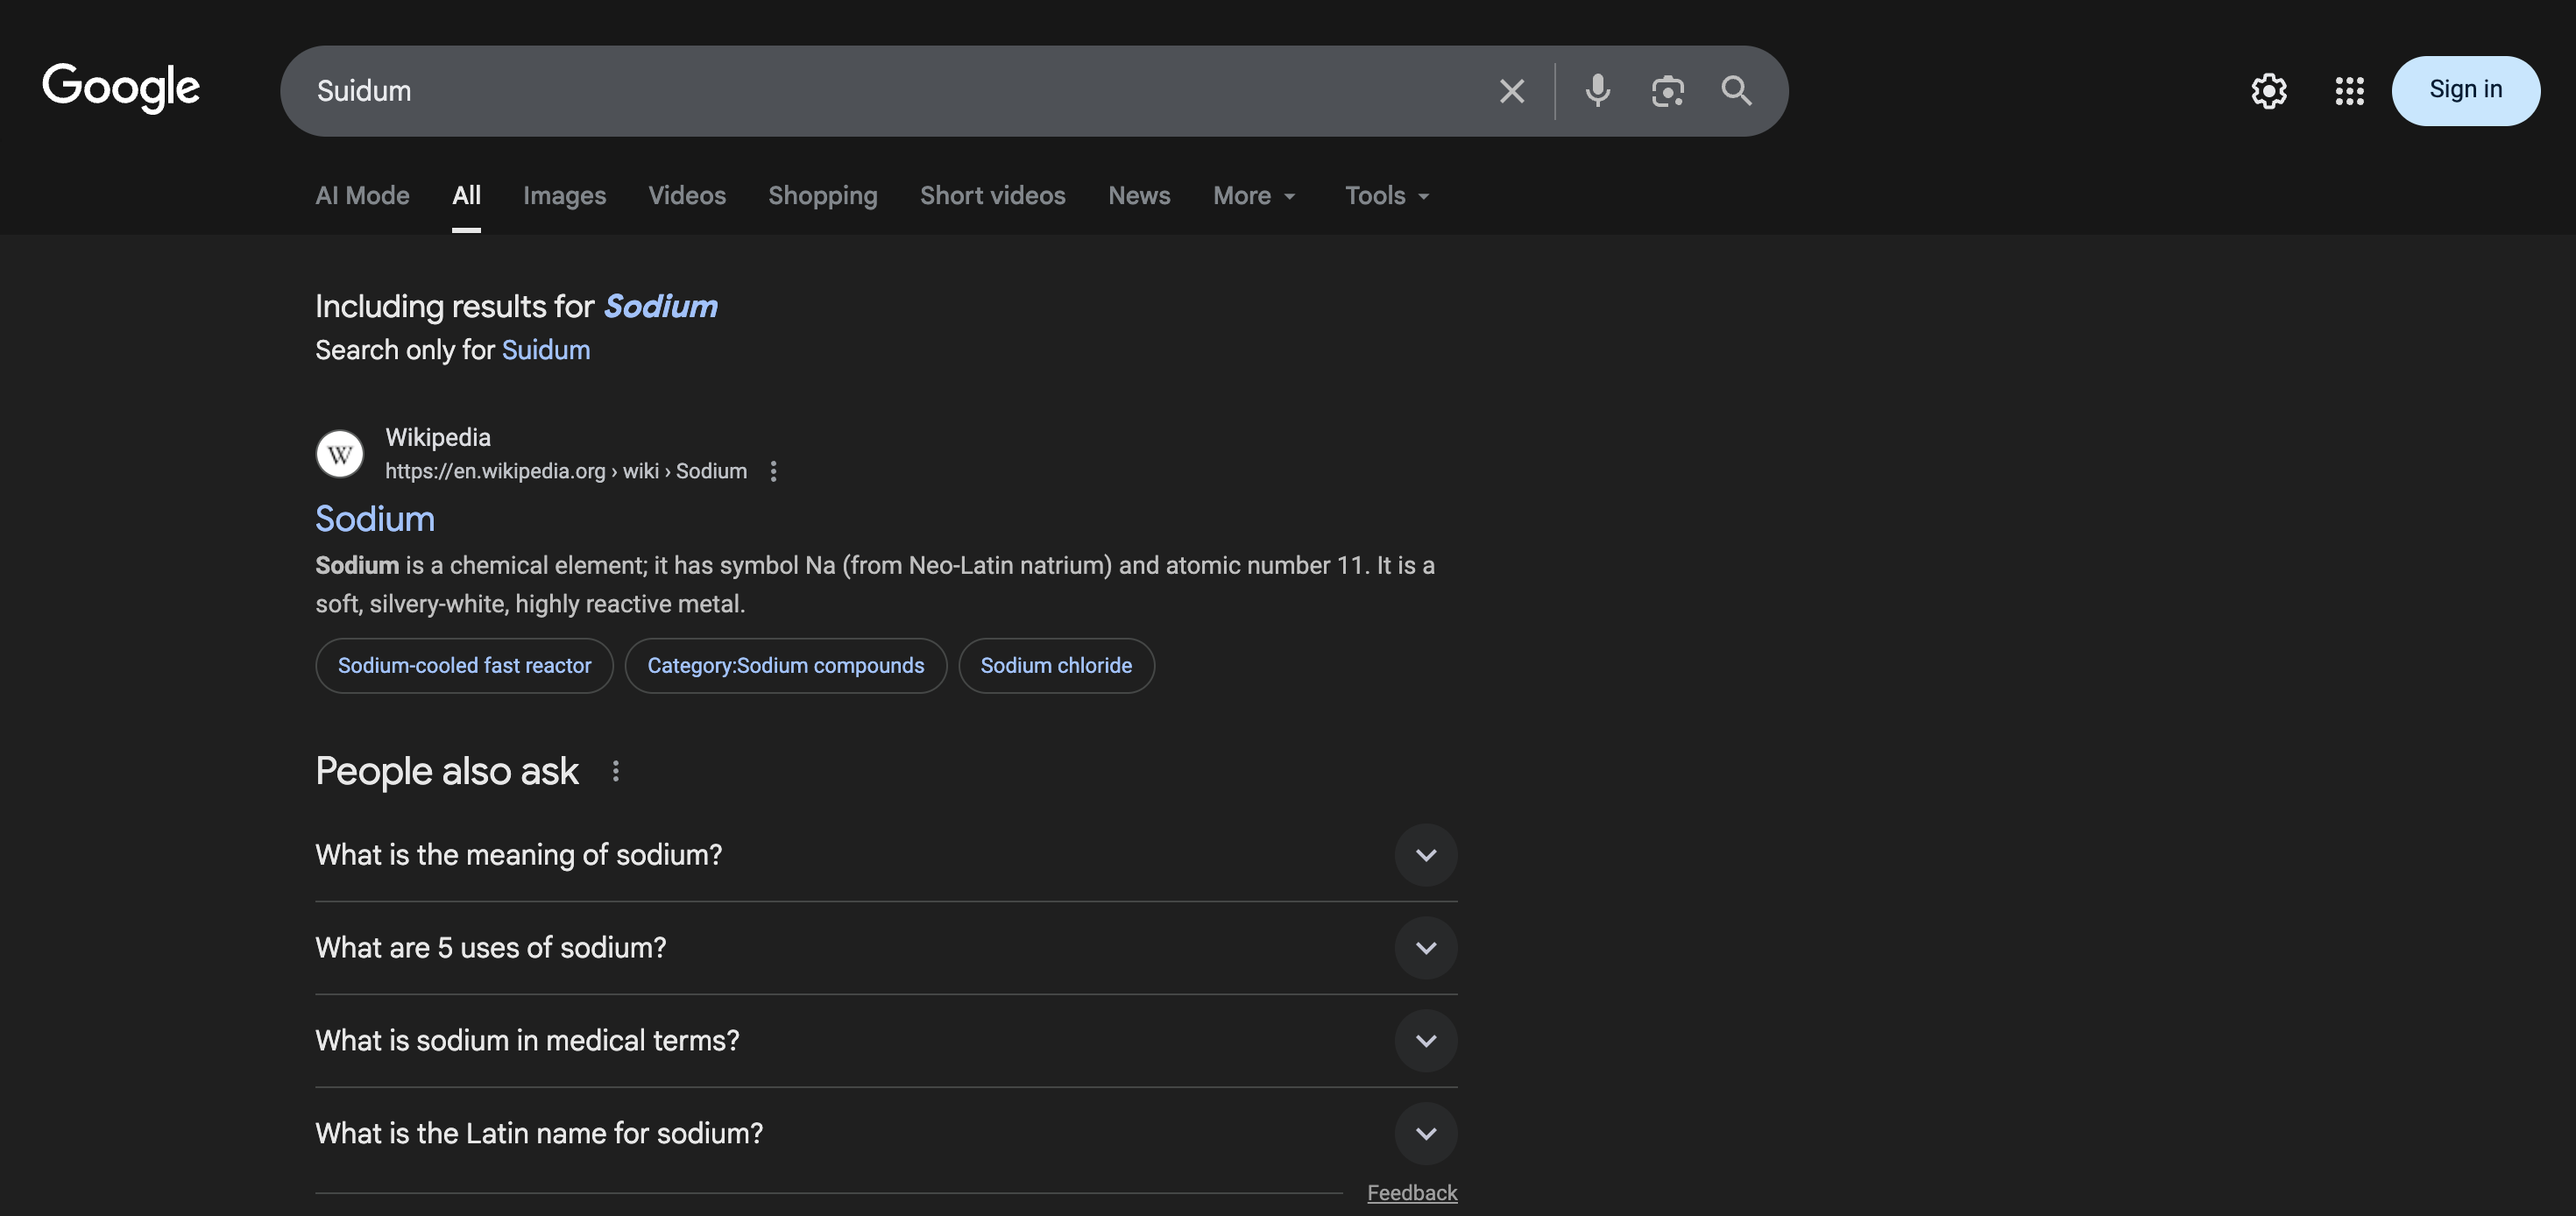 Google
Suidum
Sign in
AI Mode All Images Videos Shopping Short videos News More Tools
Including results for Sodium
Search only for Suidum
W
Wikipedia
https://en.wikipedia.org › wiki › Sodium
Sodium
Sodium is a chemical element; it has symbol Na (from Neo-Latin natrium) and atomic number 11. It is a
soft, silvery-white, highly reactive metal.
Sodium-cooled fast reactor Category:Sodium compounds Sodium chloride
People also ask
What is the meaning of sodium?
What are 5 uses of sodium?
What is sodium in medical terms?
What is the Latin name for sodium?
Feedback